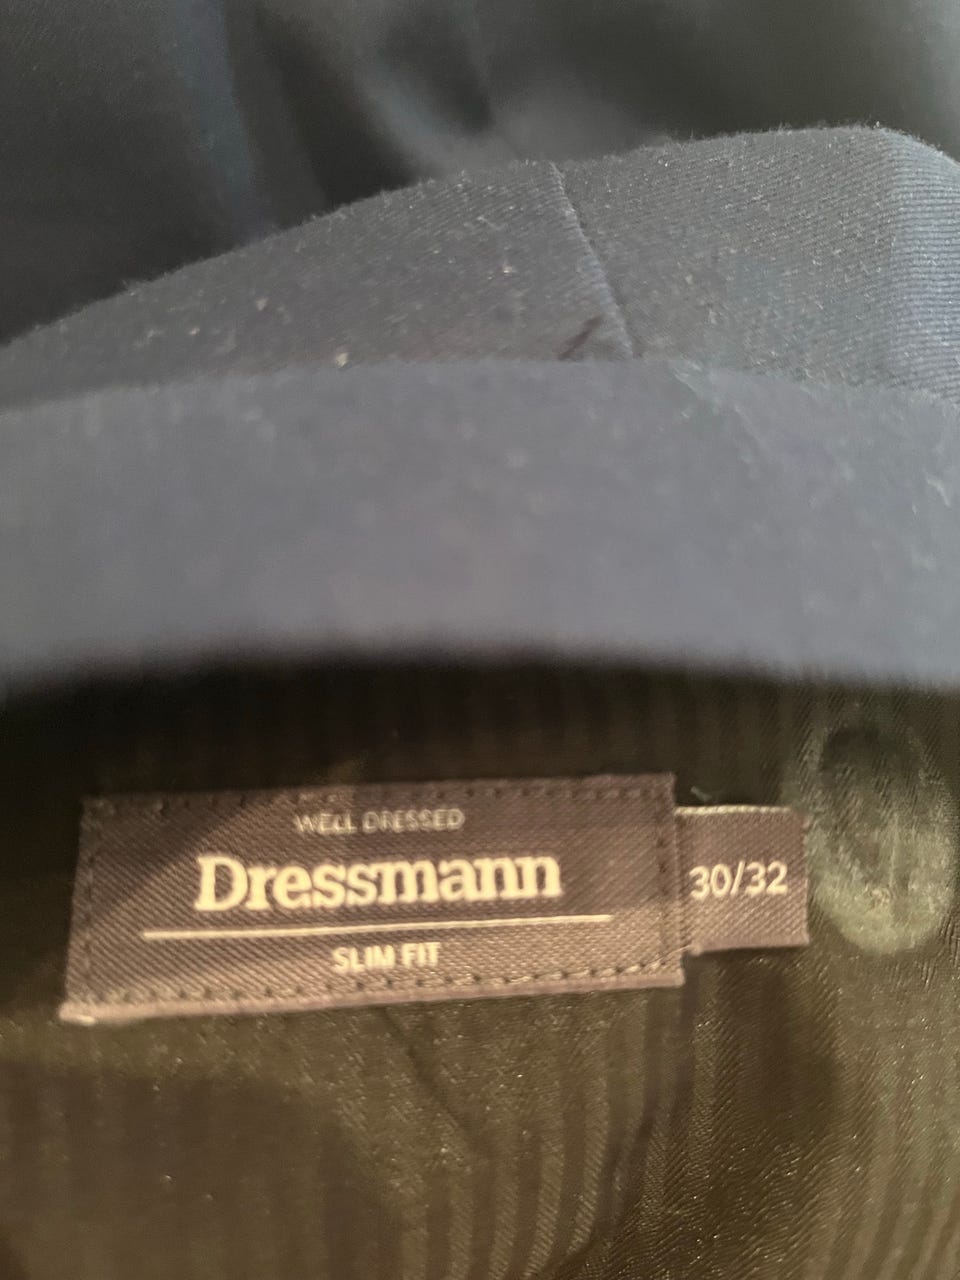 WELL DRESSED
Dressmann
SLIM FIT
30/32